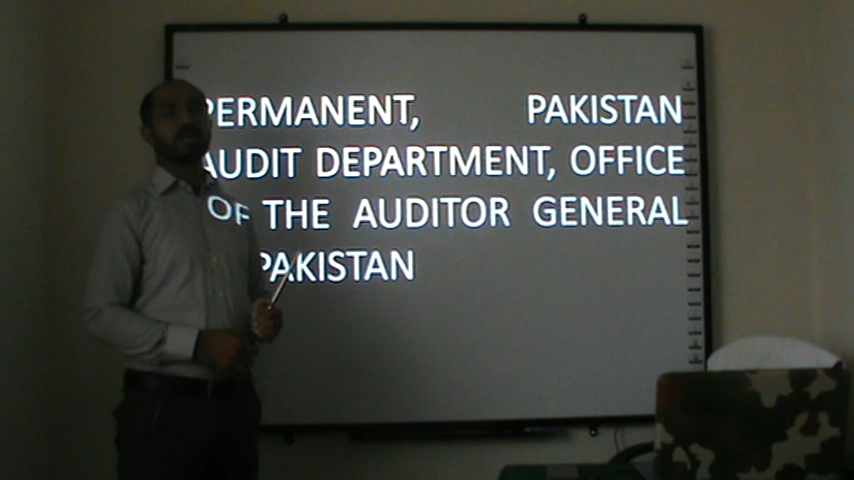 PERMANENT, PAKISTAN
AUDIT DEPARTMENT, OFFICE
OF THE AUDITOR GENERAL
PAKISTAN